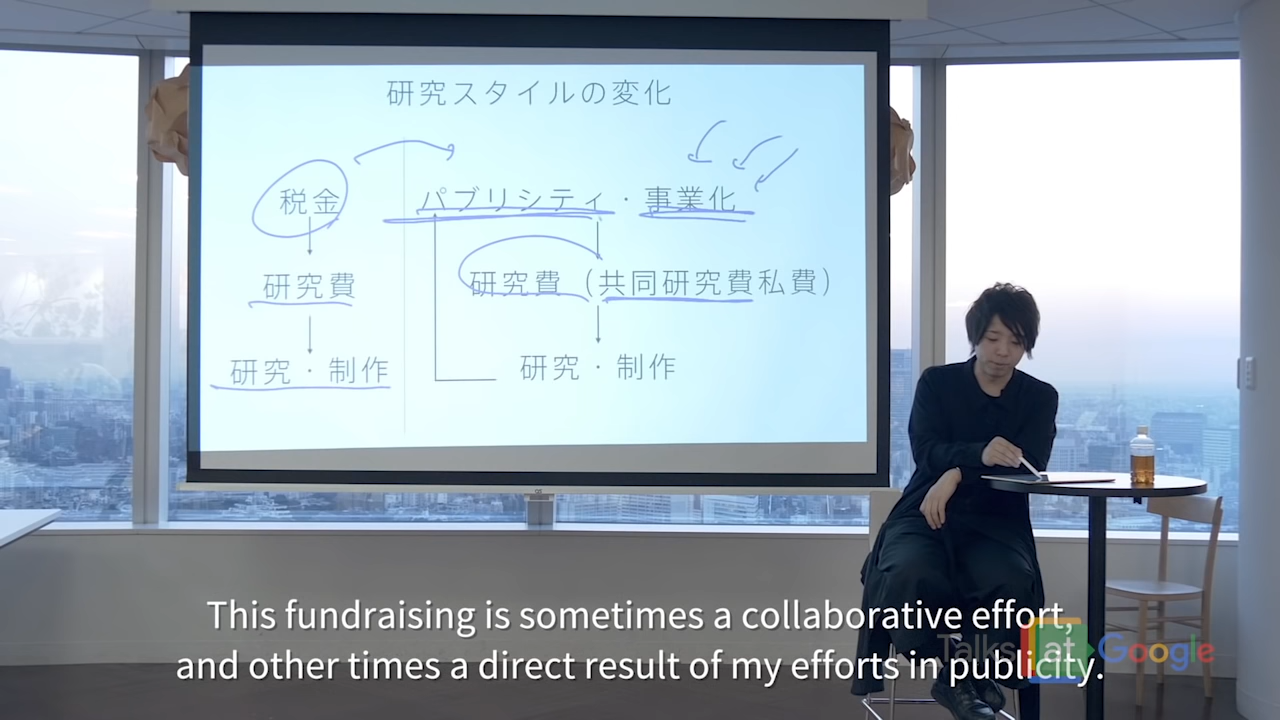 研究スタイルの変化
税金
パブリシティ・事業化
研究費
研究費（共同研究費私費）
研究・制作
研究・制作
This fundraising is sometimes a collaborative effort,
and other times a direct result of my efforts in publicity.
Talks at Google